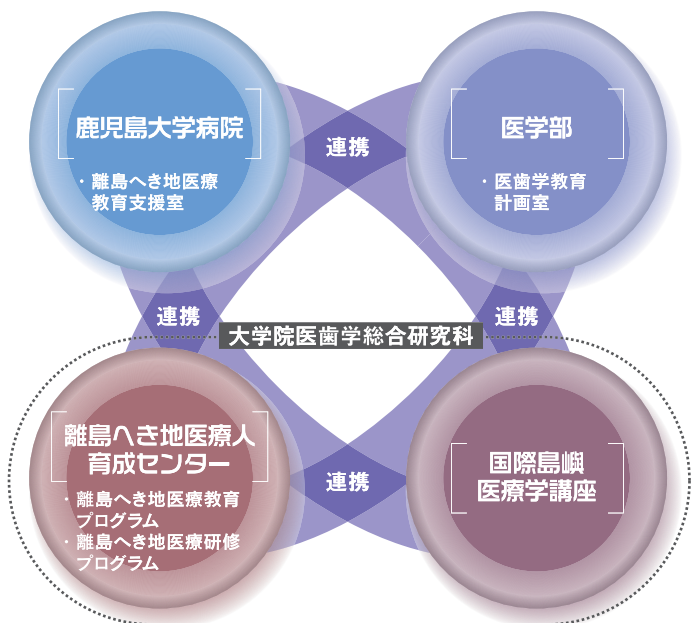 鹿児島大学病院
・離島へき地医療
教育支援室
連携
医学部
・医歯学教育
計画室
連携
連携
大学院医歯学総合研究科
離島へき地医療人
育成センター
・離島へき地医療教育
プログラム
・離島へき地医療研修
プログラム
連携
国際島嶼
医療学講座